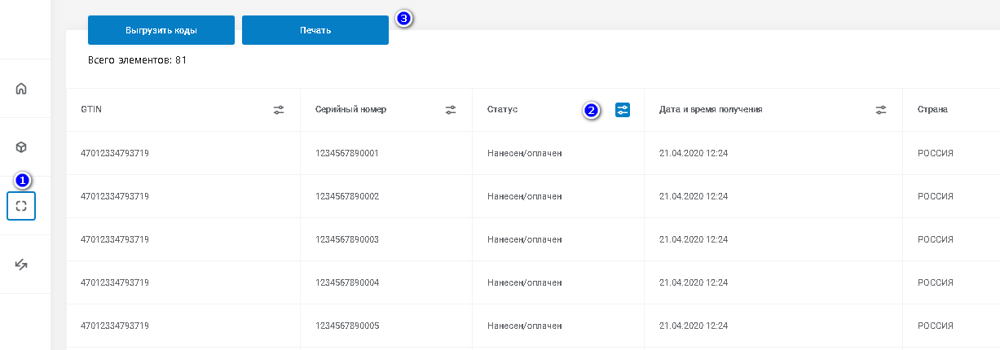 Выгрузить коды Печать 3
Всего элементов: 81
GTIN Серийный номер Статус 2 Дата и время получения Страна
47012334793719 1234567890001 Нанесен/оплачен 21.04.2020 12:24 РОССИЯ
1
47012334793719 1234567890002 Нанесен/оплачен 21.04.2020 12:24 РОССИЯ
47012334793719 1234567890003 Нанесен/оплачен 21.04.2020 12:24 РОССИЯ
47012334793719 1234567890004 Нанесен/оплачен 21.04.2020 12:24 РОССИЯ
47012334793719 1234567890005 Нанесен/оплачен 21.04.2020 12:24 РОССИЯ